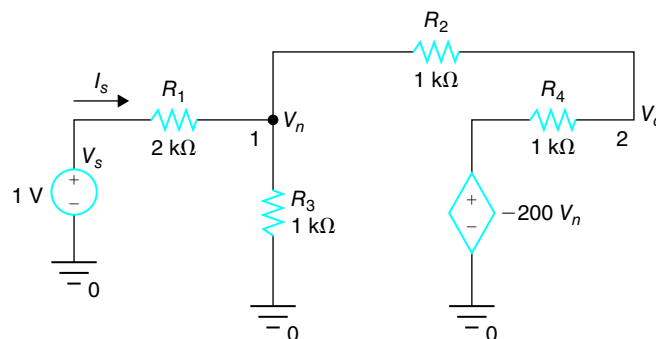 R2
1 kΩ
Is
R1
R4
1
Vn
2
2 kΩ
1 kΩ
Vs
1 V
+
−
R3
1 kΩ
+
−
−200 Vn
0
0
0